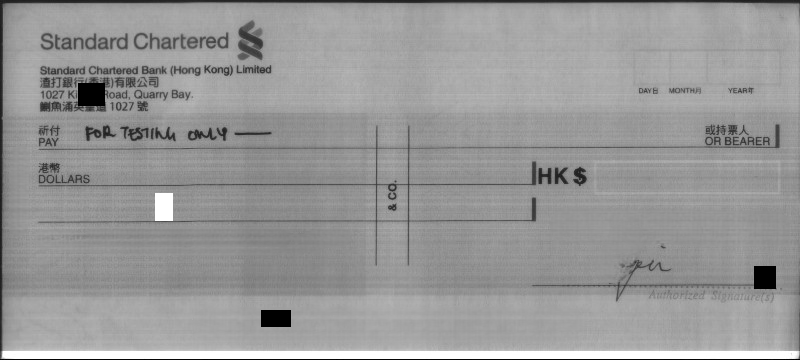 Standard Chartered
Standard Chartered Bank (Hong Kong) Limited
渣打銀行(香港)有限公司
1027 Road, Quarry Bay.
鰂魚涌英皇道 1027 號
DAY日 MONTH月 YEAR年
祈付
PAY FOR TESTING ONLY
或持票人
OR BEARER
港幣
DOLLARS
HK $
& CO.
Authorized Signature(s)